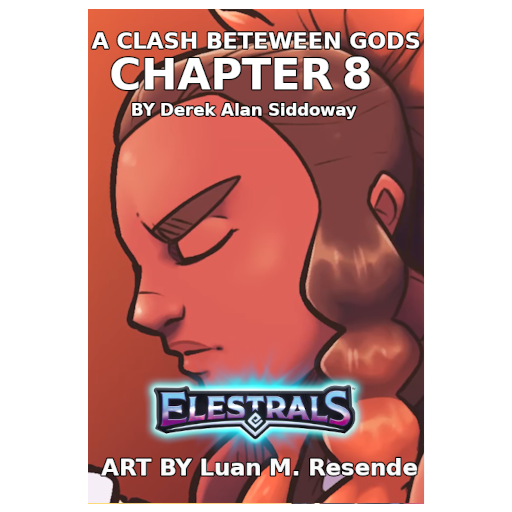 A CLASH BETEWEEN GODS
CHAPTER 8
BY Derek Alan Siddoway
ELESTRALS
ART BY Luan M. Resende